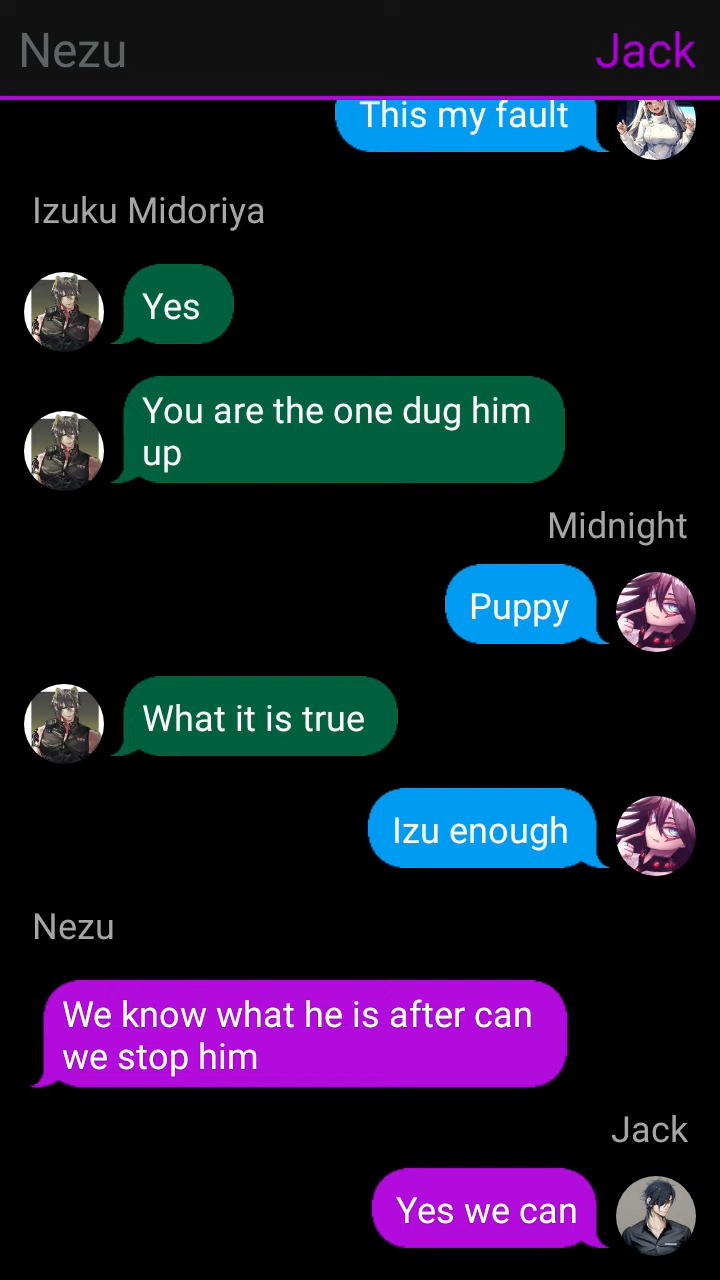 Nezu Jack
This my fault
Izuku Midoriya
Yes
You are the one dug him
up
Midnight
Puppy
What it is true
Izu enough
Nezu
We know what he is after can
we stop him
Jack
Yes we can